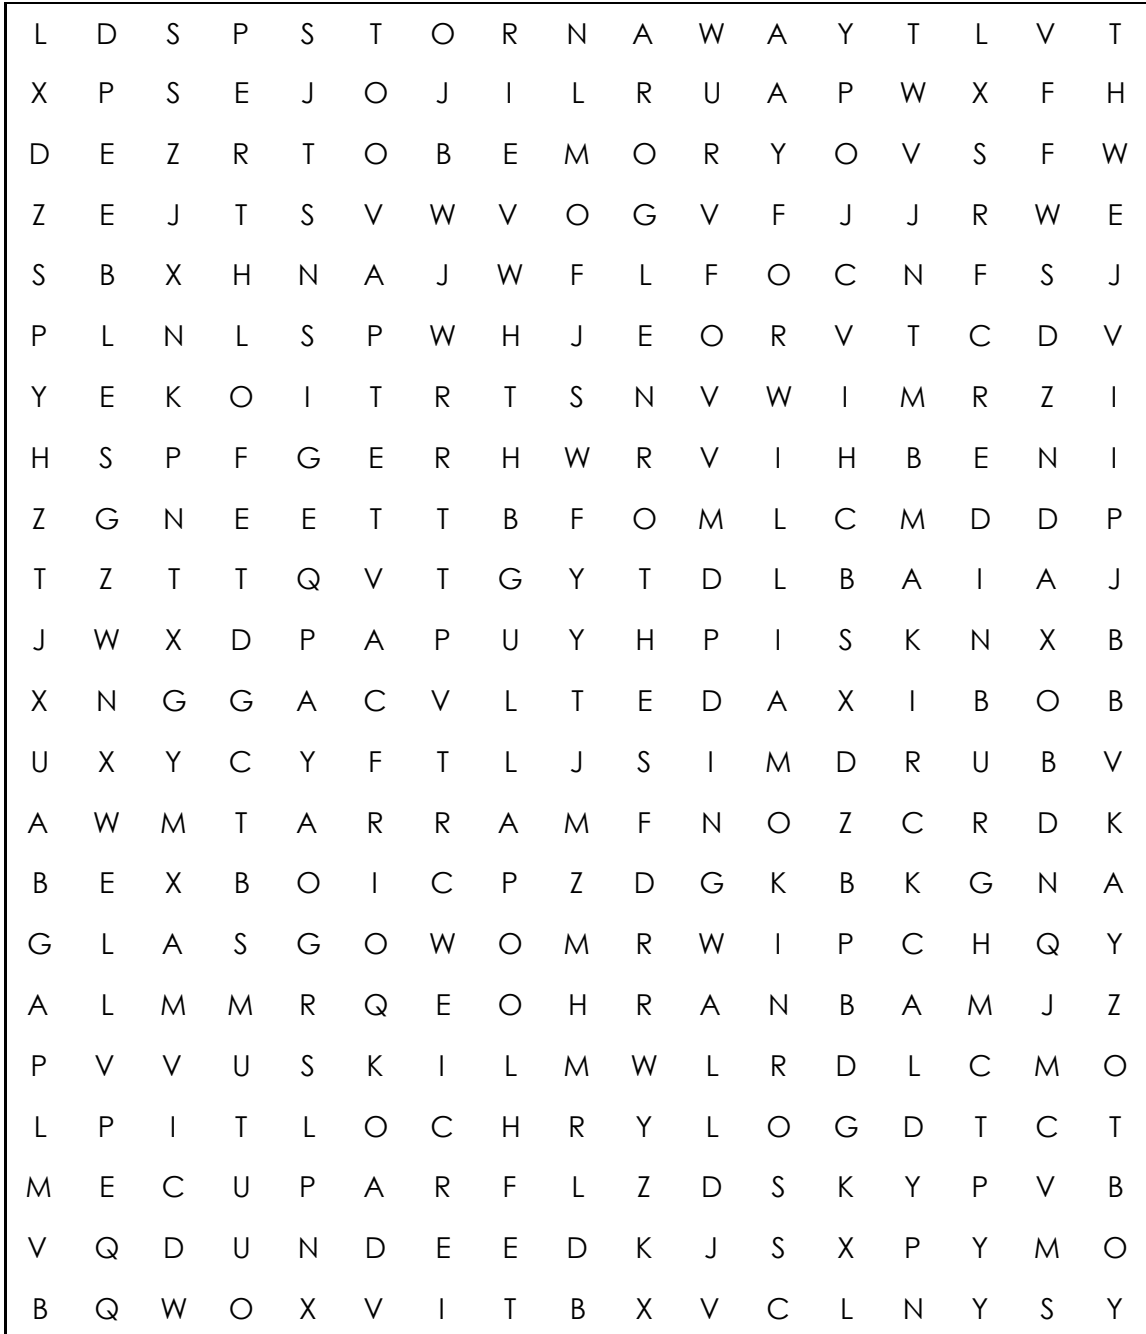 L D S P S T O R N A W A Y T L V T
X P S E J O J I L R U A P W X F H
D E Z R T O B E M O R Y O V S F W
Z E J T S V W V O G V F J J R W E
S B X H N A J W F L F O C N F S J
P L N L S P W H J E O R V T C D V
Y E K O I T R T S N V W I M R Z I
H S P F G E R H W R V I H B E N I
Z G N E E T T B F O M L C M D D P
T Z T T Q V T G Y T D L B A I A J
J W X D P A P U Y H P I S K N X B
X N G G A C V L T E D A X I B O B
U X Y C Y F T L J S I M D R U B V
A W M T A R R A M F N O Z C R D K
B E X B O I C P Z D G K B K G N A
G L A S G O W O M R W I P C H Q Y
A L M M R Q E O H R A N B A M J Z
P V V U S K I L M W L R D L C M O
L P I T L O C H R Y L O G D T C T
M E C U P A R F L Z D S K Y P V B
V Q D U N D E E D K J S X P Y M O
B Q W O X V I T B X V C L N Y S Y